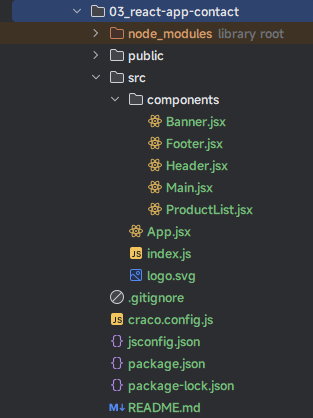 03_react-app-contact
node_modules library root
public
src
components
Banner.jsx
Footer.jsx
Header.jsx
Main.jsx
ProductList.jsx
App.jsx
JS index.js
logo.svg
.gitignore
JS craco.config.js
{} jsconfig.json
{} package.json
{} package-lock.json
M↓ README.md